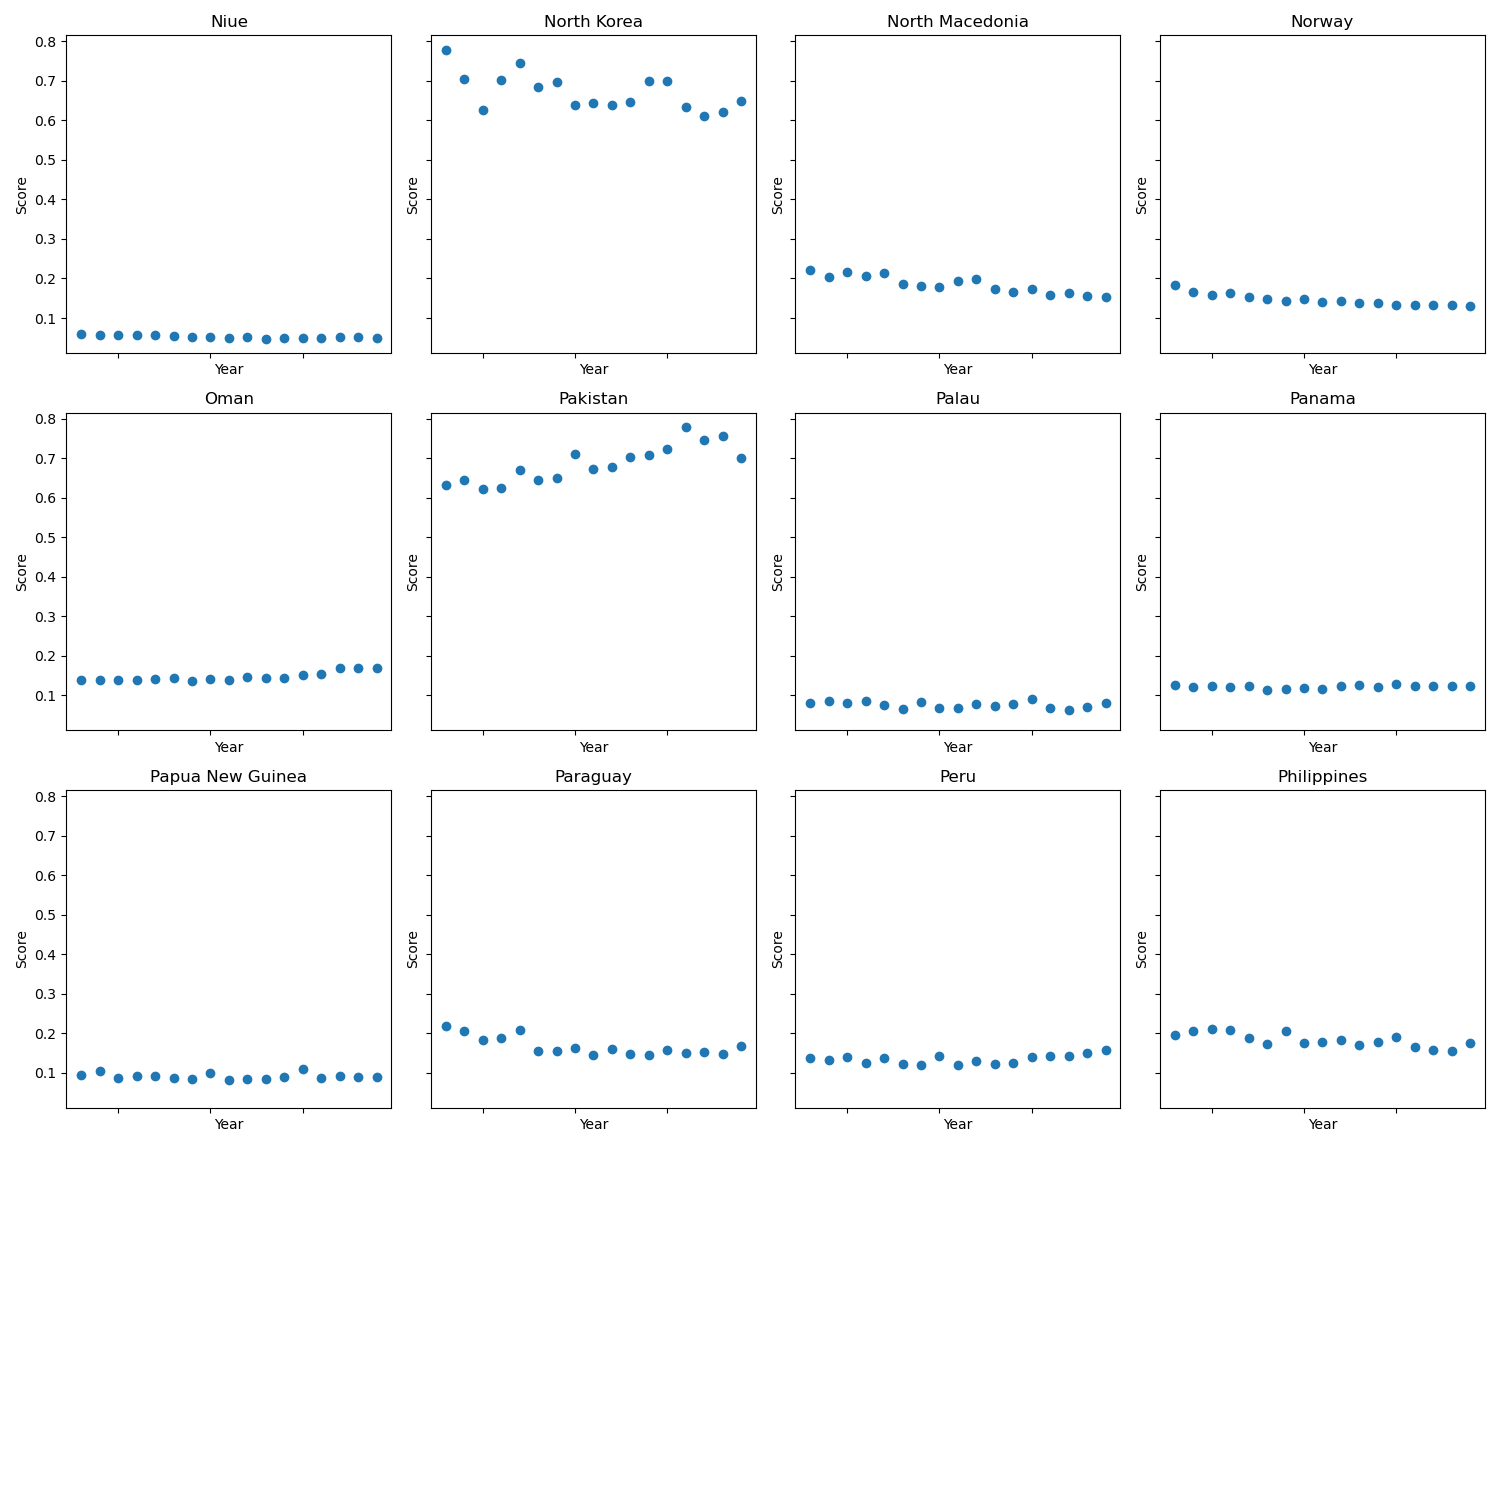 Niue
North Korea
North Macedonia
Norway
0.8
0.7
0.6
0.5
0.4
0.3
0.2
0.1
Score
Score
Score
Score
Year
Year
Year
Year
Oman
Pakistan
Palau
Panama
0.8
0.7
0.6
0.5
0.4
0.3
0.2
0.1
Score
Score
Score
Score
Year
Year
Year
Year
Papua New Guinea
Paraguay
Peru
Philippines
0.8
0.7
0.6
0.5
0.4
0.3
0.2
0.1
Score
Score
Score
Score
Year
Year
Year
Year